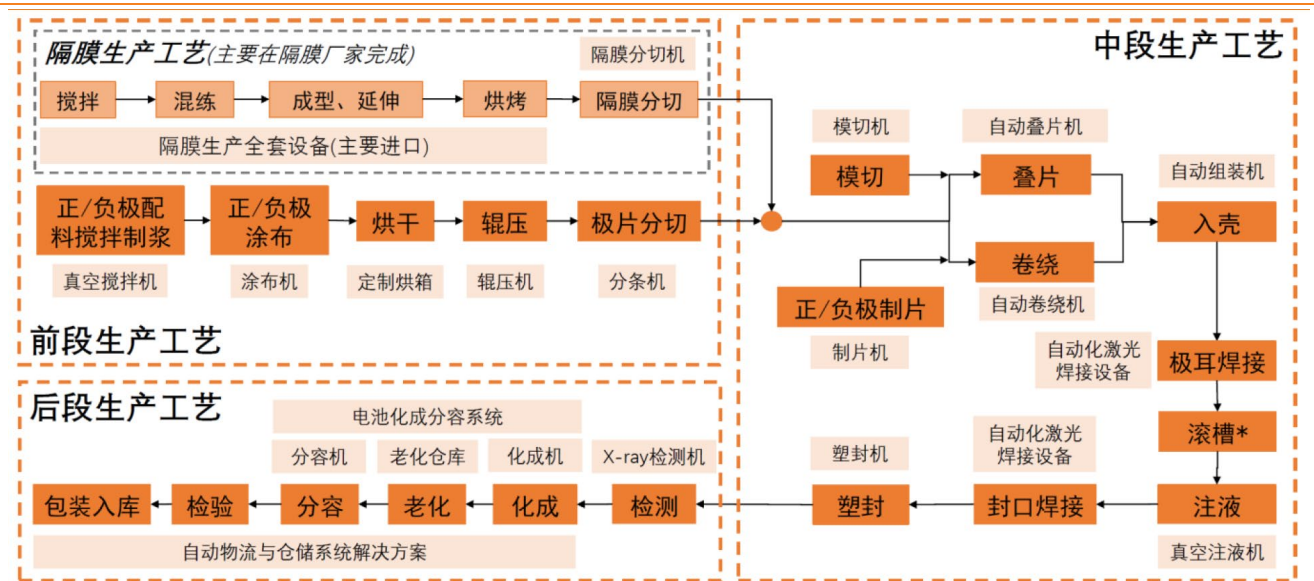 隔膜生产工艺(主要在隔膜厂家完成)
隔膜分切机
搅拌
混练
成型、延伸
烘烤
隔膜分切
隔膜生产全套设备(主要进口)
正/负极配
料搅拌制浆
正/负极
涂布
烘干
辊压
极片分切
真空搅拌机
涂布机
定制烘箱
辊压机
分条机
前段生产工艺
中段生产工艺
模切机
自动叠片机
模切
叠片
自动组装机
入壳
卷绕
正/负极制片
自动卷绕机
制片机
自动化激光
焊接设备
极耳焊接
滚槽*
塑封机
自动化激光
焊接设备
塑封
封口焊接
注液
真空注液机
后段生产工艺
电池化成分容系统
分容机
老化仓库
化成机
X-ray检测机
包装入库
检验
分容
老化
化成
检测
自动物流与仓储系统解决方案